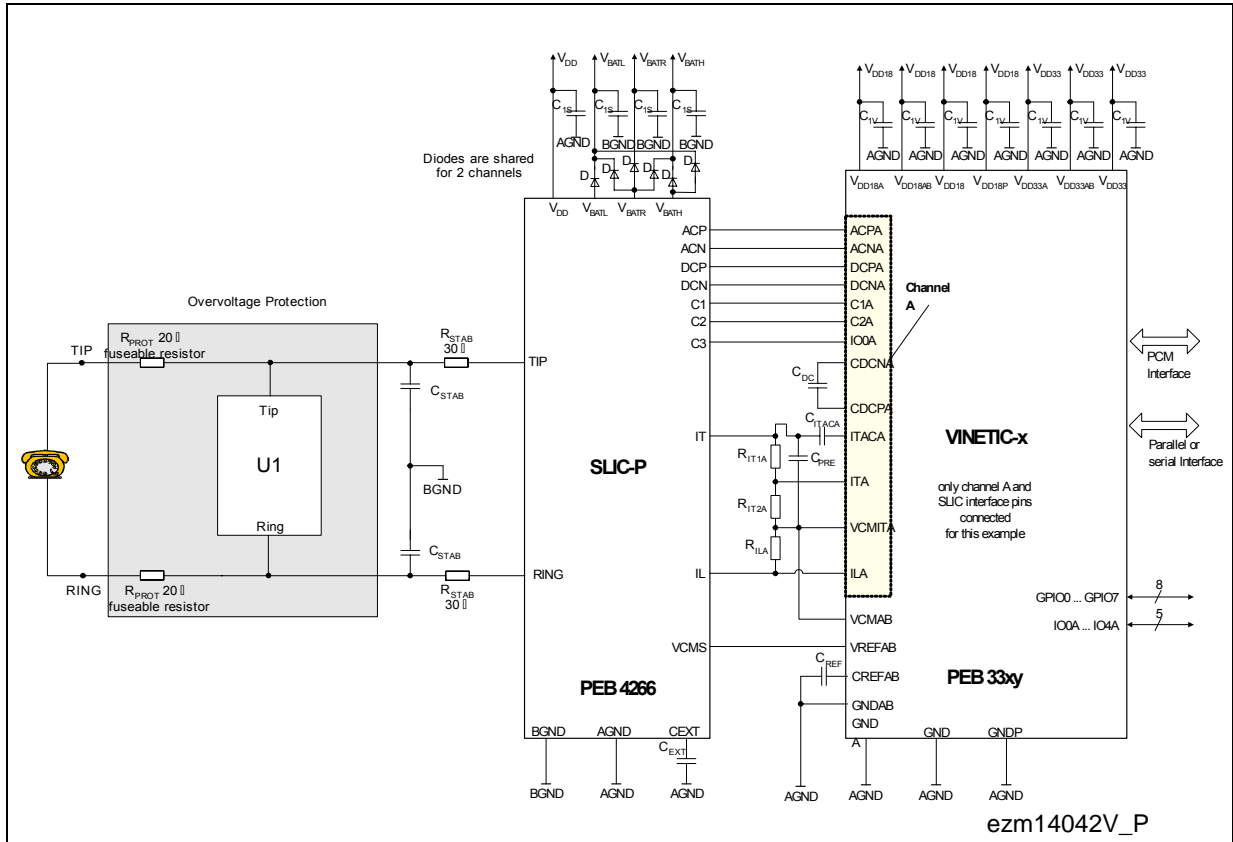 VDD VBATL VBATR VBATH
C1S C1S C1S C1S
AGND BGND BGND BGND
Diodes are shared
for 2 channels
D D D D D D
VDD VBATL VBATR VBATH
VDD18 VDD18 VDD18 VDD18 VDD33 VDD33 VDD33
C1V C1V C1V C1V C1V C1V C1V
AGND AGND AGND AGND AGND AGND AGND
VDD18A VDD18AB VDD18 VDD18P VDD33A VDD33AB VDD33
Overvoltage Protection
TIP
RPROT 20 
fuseable resistor
RSTAB
30 
CSTAB
Tip
U1
Ring
BGND
CSTAB
RING
RPROT 20 
fuseable resistor
RSTAB
30 
TIP
RING
SLIC-P
PEB 4266
ACP
ACN
DCP
DCN
C1
C2
C3
IT
IL
VCMS
BGND AGND CEXT
CEXT
BGND AGND AGND
CDC
CITACA
CPRE
RIT1A
RIT2A
RILA
CREF
AGND
ACPA
ACNA
DCPA
DCNA
C1A
C2A
IO0A
CDCNA
CDCPA
ITACA
ITA
VCMITA
ILA
VCMAB
VREFAB
CREFAB
GNDAB
GND
A
GND GNDP
AGND AGND AGND
Channel
A
VINETIC-x
only channel A and
SLIC interface pins
connected
for this example
GPIO0 ... GPIO7
8
IO0A ... IO4A
5
PEB 33xy
PCM
Interface
Parallel or
serial Interface
ezm14042V_P